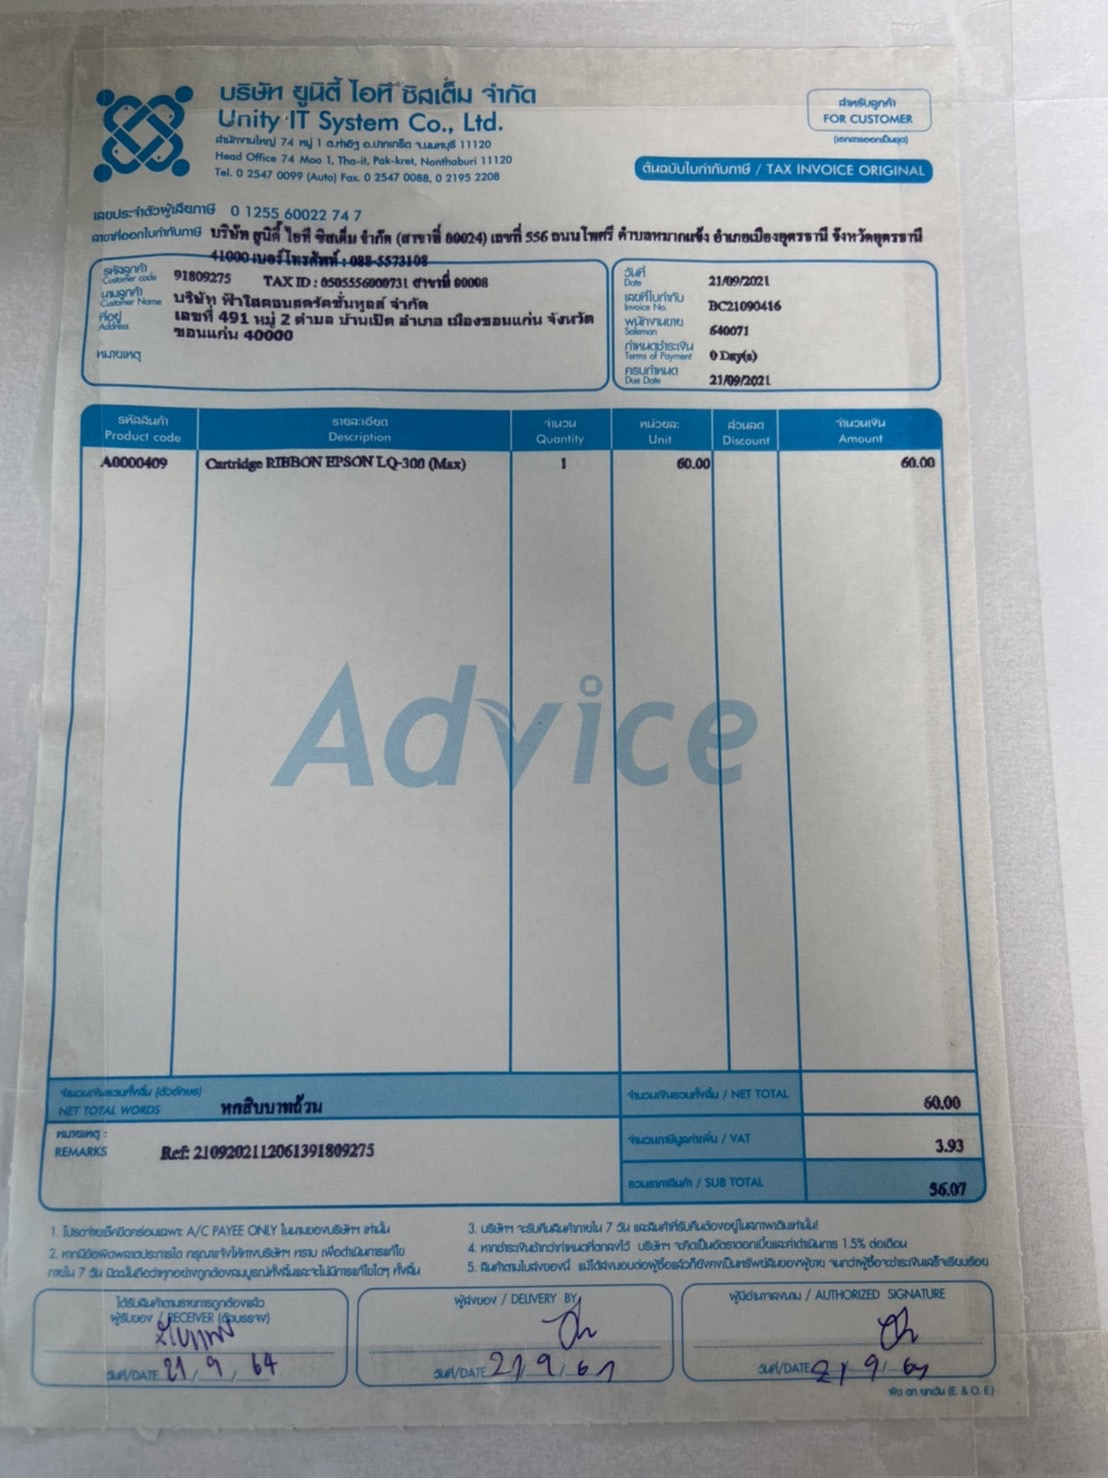 บริษัท ยูนิตี้ ไอที ซิสเต็ม จำกัด
Unity IT System Co., Ltd.
สำนักงานใหญ่ 74 หมู่ 1 ต.ท่าอิฐ อ.ปากเกร็ด จ.นนทบุรี 11120
Head Office 74 Moo 1, Tha-it, Pak-kret, Nonthaburi 11120
Tel. 0 2547 0099 (Auto) Fax. 0 2547 0088, 0 2195 2208
สำหรับลูกค้า
FOR CUSTOMER
(เอกสารออกเป็นชุด)
ต้นฉบับใบกำกับภาษี / TAX INVOICE ORIGINAL
เลขประจำตัวผู้เสียภาษี 0 1255 60022 74 7
สาขาที่ออกใบกำกับภาษี บริษัท ยูนิตี้ ไอที ซิสเต็ม จำกัด (สาขาที่ 00024) เลขที่ 556 ถนนโพศรี ตำบลหมากแข้ง อำเภอเมืองอุดรธานี จังหวัดอุดรธานี
41000 เบอร์โทรศัพท์ : 088-5573108
รหัสลูกค้า
Customer code 91809275 TAX ID : 0505556000731 สาขาที่ 00008
นามลูกค้า
Customer Name บริษัท ฟ้าใสคอนสตรัคชั่นทูลส์ จำกัด
ที่อยู่
Address เลขที่ 491 หมู่ 2 ตำบล บ้านเป็ด อำเภอ เมืองขอนแก่น จังหวัด
ขอนแก่น 40000
หมายเหตุ
วันที่
Date 21/09/2021
เลขที่ใบกำกับ
Invoice No. BC21090416
พนักงานขาย
Salesman 640071
กำหนดชำระเงิน
Terms of Payment 0 Day(s)
ครบกำหนด
Due Date 21/09/2021
รหัสสินค้า รายละเอียด จำนวน หน่วยละ ส่วนลด จำนวนเงิน
Product code Description Quantity Unit Discount Amount
A0000409 Cartridge RIBBON EPSON LQ-300 (Max) 1 60.00 60.00
Advice
จำนวนเงินรวมทั้งสิ้น (ตัวอักษร)
NET TOTAL WORDS หกสิบบาทถ้วน
จำนวนเงินรวมทั้งสิ้น / NET TOTAL 60.00
หมายเหตุ :
REMARKS Ref: 2109202112061391809275
จำนวนภาษีมูลค่าเพิ่ม / VAT 3.93
รวมราคาสินค้า / SUB TOTAL 56.07
1. โปรดจ่ายเช็คขีดคร่อมเฉพาะ A/C PAYEE ONLY ในนามของบริษัทฯ เท่านั้น
2. หากมีข้อผิดพลาดประการใด กรุณาแจ้งให้ทางบริษัทฯ ทราบ เพื่อดำเนินการแก้ไข
ภายใน 7 วัน มิฉะนั้นถือว่าทุกอย่างถูกต้องสมบูรณ์ทั้งสิ้นและจะไม่มีการแก้ไขใดๆ ทั้งสิ้น
3. บริษัทฯ จะรับคืนสินค้าภายใน 7 วัน และสินค้าที่รับคืนต้องอยู่ในสภาพเดิมเท่านั้น!
4. หากชำระเงินช้ากว่ากำหนดที่ตกลงไว้ บริษัทฯ จะคิดเป็นอัตราดอกเบี้ยและค่าดำเนินการ 1.5% ต่อเดือน
5. สินค้าตามใบส่งของนี้ แม้ได้ส่งมอบต่อผู้ซื้อแล้วก็ยังคงเป็นทรัพย์สินของผู้ขาย จนกว่าผู้ซื้อจะชำระเงินเสร็จเรียบร้อย
ได้รับสินค้าตามรายการถูกต้องแล้ว
ผู้รับของ / RECEIVER (ตัวบรรจง)
วันที่/DATE 21, 9, 64
ผู้ส่งของ / DELIVERY BY
วันที่/DATE 21/9/64
ผู้มีอำนาจลงนาม / AUTHORIZED SIGNATURE
วันที่/DATE 21/9/64
ผิด ตก ยกเว้น (E. & O. E.)